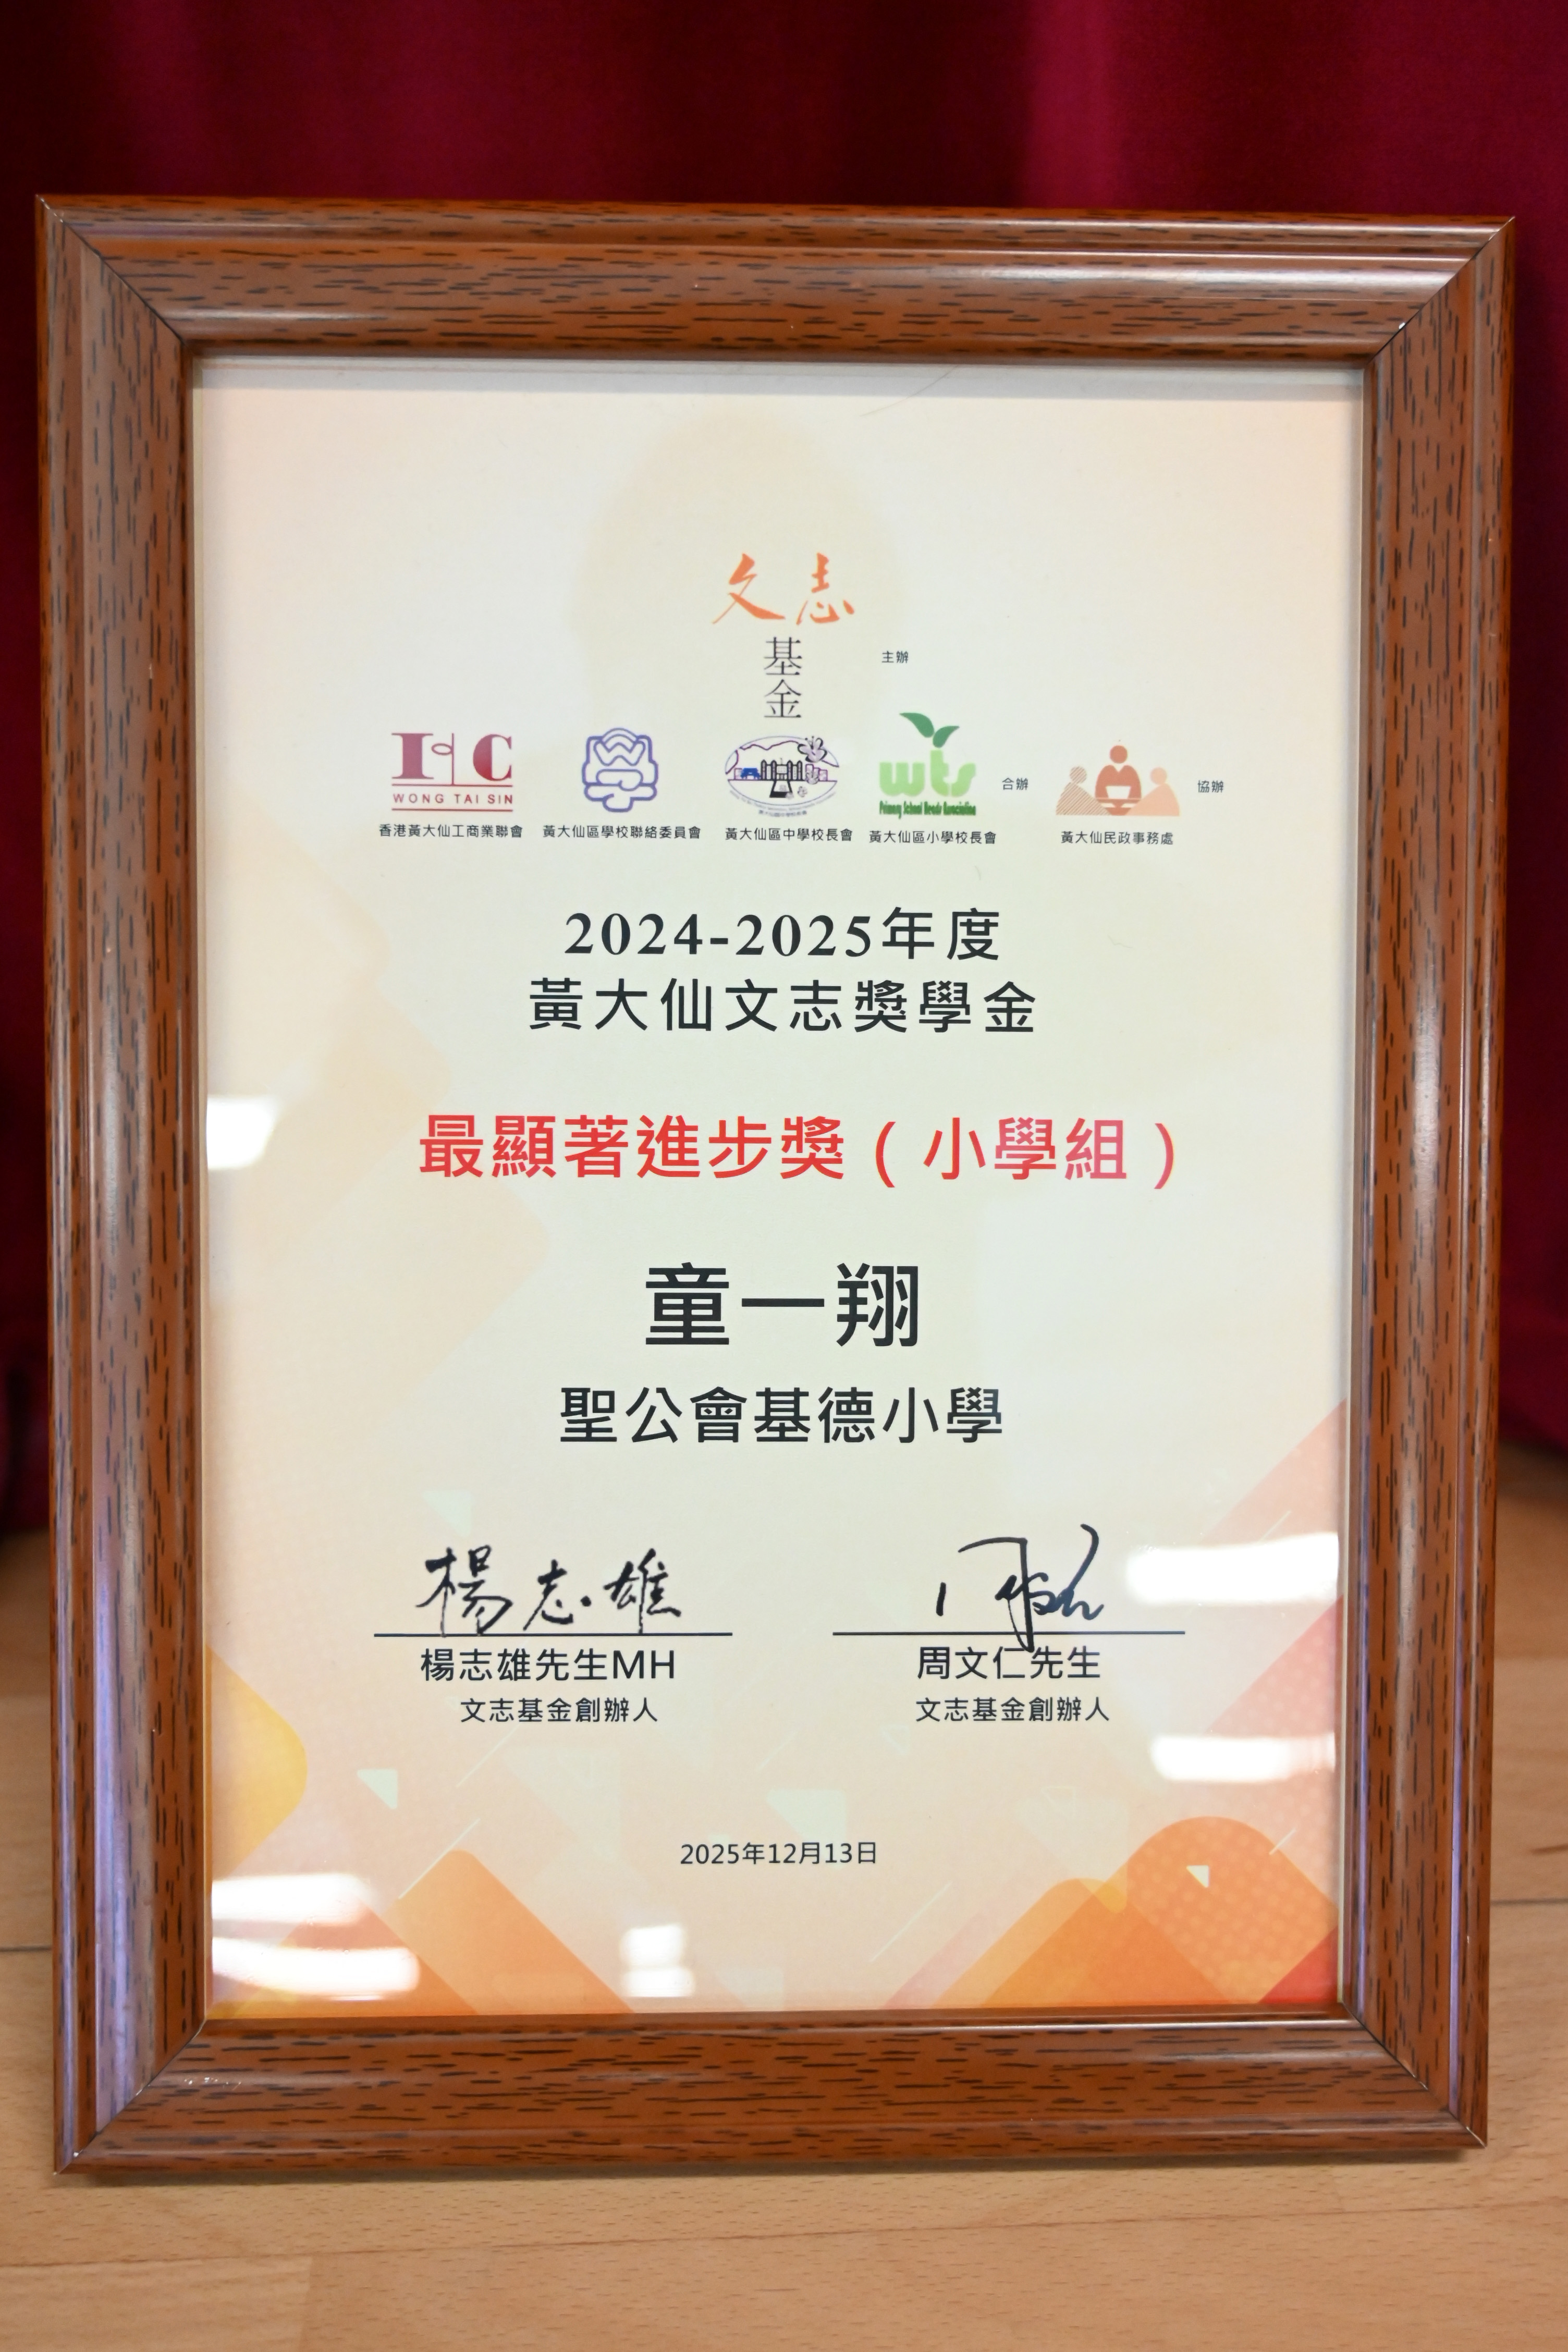 文志
基金
主辦
I C
WONG TAI SIN
香港黃大仙工商業聯會
黃大仙區學校聯絡委員會
黃大仙區中學校長會
wts
Primary School Heads Association
黃大仙區小學校長會
合辦
黃大仙民政事務處
協辦
2024-2025年度
黃大仙文志獎學金
最顯著進步獎(小學組)
童一翔
聖公會基德小學
楊志雄
楊志雄先生MH
文志基金創辦人
周文仁先生
文志基金創辦人
2025年12月13日